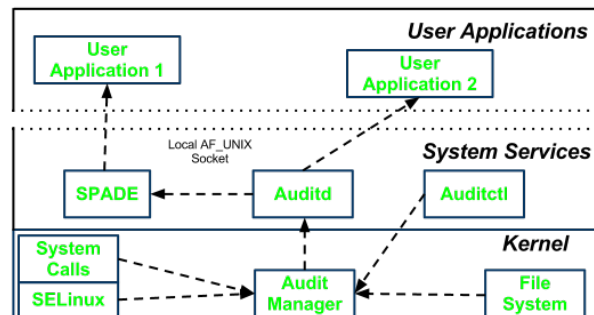 User Applications
User
Application 1
User
Application 2
Local AF_UNIX
Socket
System Services
SPADE
Auditd
Auditctl
Kernel
System
Calls
SELinux
Audit
Manager
File
System